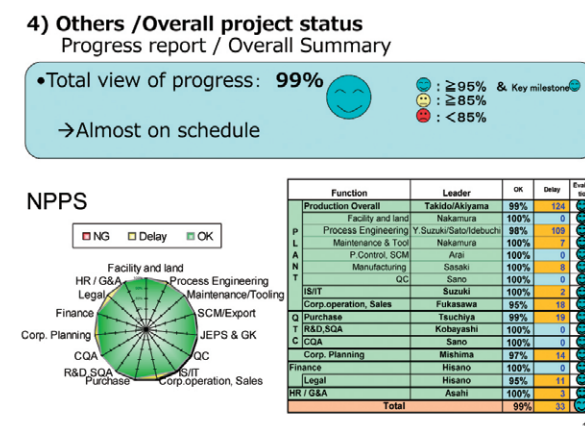 4) Others /Overall project status
Progress report / Overall Summary
•Total view of progress: 99%
→Almost on schedule
: ≧95% & Key milestone
: ≧85%
: <85%
NPPS
NG Delay OK
Facility and land
Process Engineering
Maintenance/Tooling
SCM/Export
JEPS & GK
QC
IS/IT
Corp.operation, Sales
Purchase
R&D,SQA
CQA
Corp. Planning
Finance
Legal
HR / G&A
Function Leader OK Delay
Production Overall Takido/Akiyama 99% 124
Facility and land Nakamura 100% 0
Process Engineering Y.Suzuki/Sato/Idebuchi 98% 109
Maintenance & Tool Nakamura 100% 7
P.Control, SCM Arai 100% 0
Manufacturing Sasaki 100% 8
QC Sano 100% 0
PLANT
IS/IT Suzuki 100% 2
Corp.operation, Sales Fukasawa 95% 18
QTC
Purchase Tsuchiya 99% 19
R&D,SQA Kobayashi 100% 0
CQA Sano 100% 0
Corp. Planning Mishima 97% 14
Finance Hisano 100% 0
Legal Hisano 95% 11
HR / G&A Asahi 100% 3
Total 99% 33